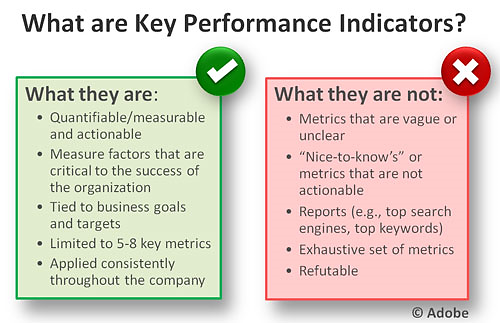 What are Key Performance Indicators?
What they are:
• Quantifiable/measurable
and actionable
• Measure factors that are
critical to the success of
the organization
• Tied to business goals
and targets
• Limited to 5-8 key metrics
• Applied consistently
throughout the company
What they are not:
• Metrics that are vague or
unclear
• “Nice-to-know’s” or
metrics that are not
actionable
• Reports (e.g., top search
engines, top keywords)
• Exhaustive set of metrics
• Refutable
© Adobe